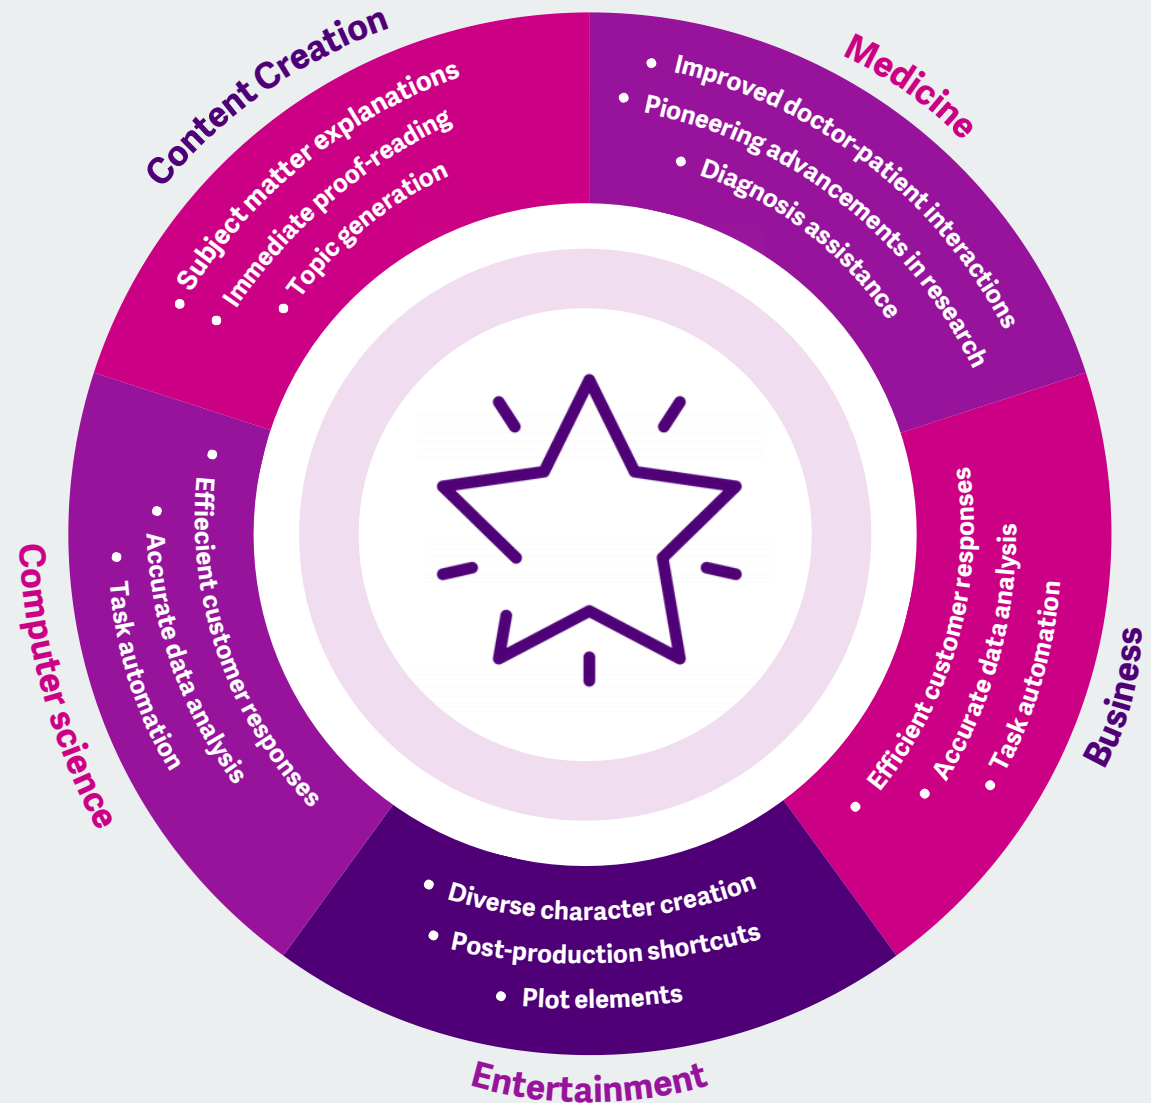 Content Creation
Subject matter explanations
Immediate proof-reading
Topic generation
Medicine
Improved doctor-patient interactions
Pioneering advancements in research
Diagnosis assistance
Business
Efficient customer responses
Accurate data analysis
Task automation
Entertainment
Diverse character creation
Post-production shortcuts
Plot elements
Computer science
Effiecient customer responses
Accurate data analysis
Task automation